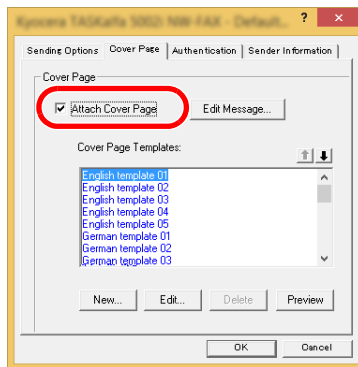 Kyocera TASKalfa 5002i NW-FAX - Default...
Sending Options Cover Page Authentication Sender Information
Cover Page
Attach Cover Page Edit Message...
Cover Page Templates:
English template 01
English template 02
English template 03
English template 04
English template 05
German template 01
German template 02
German template 03
New... Edit... Delete Preview
OK Cancel